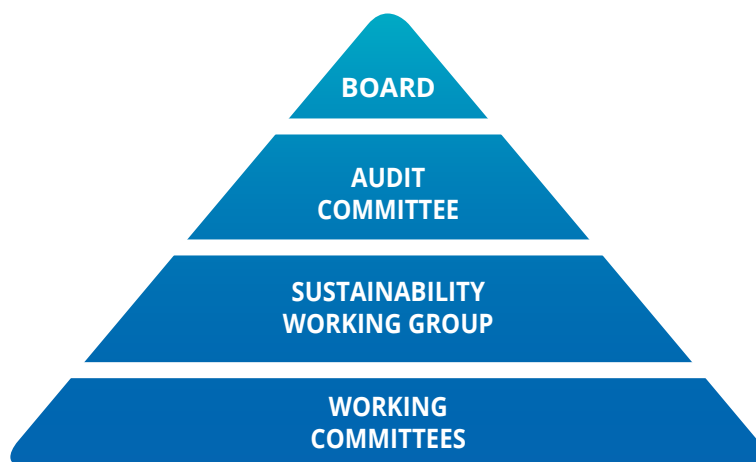 BOARD
AUDIT
COMMITTEE
SUSTAINABILITY
WORKING GROUP
WORKING
COMMITTEES